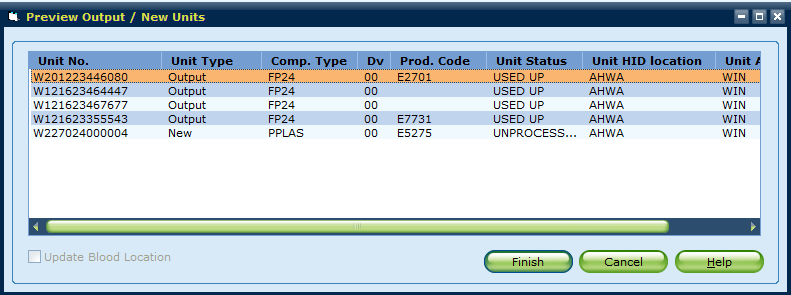 Preview Output / New Units
Unit No. Unit Type Comp. Type Dv Prod. Code Unit Status Unit HID location Unit A
W201223446080 Output FP24 00 E2701 USED UP AHWA WIN
W121623464447 Output FP24 00 USED UP AHWA WIN
W121623467677 Output FP24 00 USED UP AHWA WIN
W121623355543 Output FP24 00 E7731 USED UP AHWA WIN
W227024000004 New PPLAS 00 E5275 UNPROCESS... AHWA WIN
Update Blood Location Finish Cancel Help